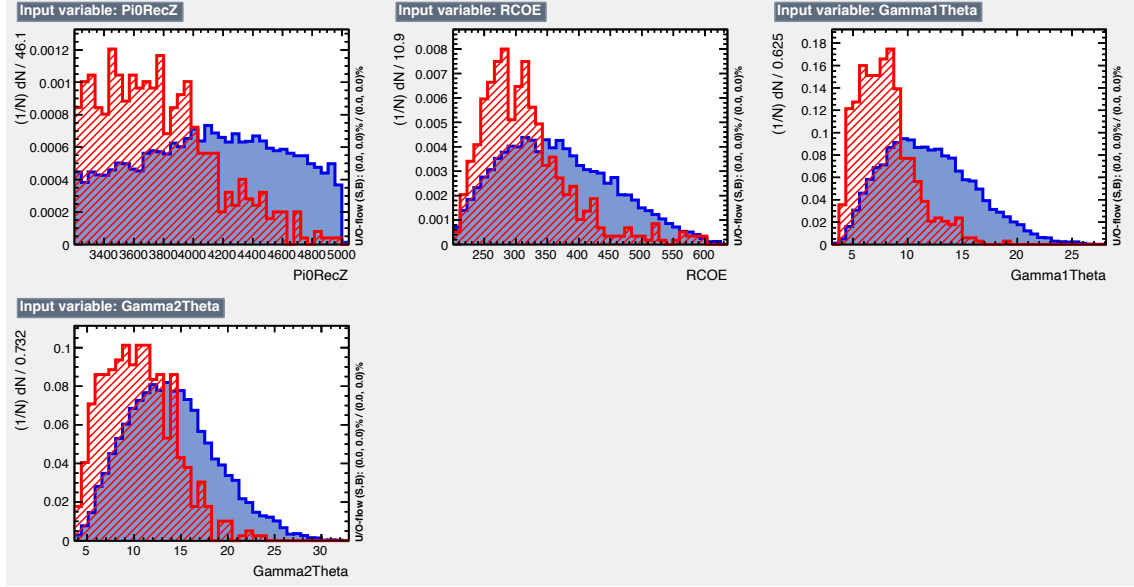 Input variable: Pi0RecZ
(1/N) dN / 46.1
0.0012
0.001
0.0008
0.0006
0.0004
0.0002
0
3400 3600 3800 4000 4200 4400 4600 4800 5000
Pi0RecZ
U/O-flow (S,B): (0.0, 0.0)% / (0.0, 0.0)%
Input variable: RCOE
(1/N) dN / 10.9
0.008
0.007
0.006
0.005
0.004
0.003
0.002
0.001
0
250 300 350 400 450 500 550 600
RCOE
U/O-flow (S,B): (0.0, 0.0)% / (0.0, 0.0)%
Input variable: Gamma1Theta
(1/N) dN / 0.625
0.18
0.16
0.14
0.12
0.1
0.08
0.06
0.04
0.02
0
5 10 15 20 25
Gamma1Theta
U/O-flow (S,B): (0.0, 0.0)% / (0.0, 0.0)%
Input variable: Gamma2Theta
(1/N) dN / 0.732
0.1
0.08
0.06
0.04
0.02
0
5 10 15 20 25 30
Gamma2Theta
U/O-flow (S,B): (0.0, 0.0)% / (0.0, 0.0)%